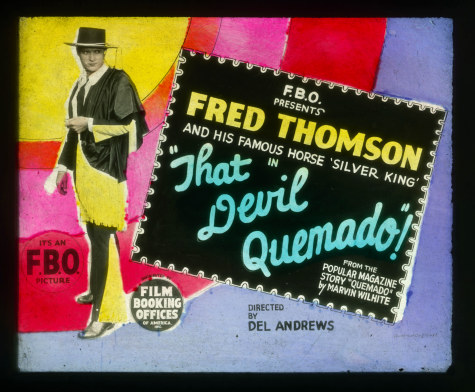 F.B.O.
PRESENTS
FRED THOMSON
AND HIS FAMOUS HORSE 'SILVER KING'
IN
"That
Devil
Quemado"!
FROM THE
POPULAR MAGAZINE
STORY "QUEMADO"
by MARVIN WILHITE
DIRECTED
BY
DEL ANDREWS
IT'S AN
F.B.O.
PICTURE
FILM
BOOKING
OFFICES
OF AMERICA